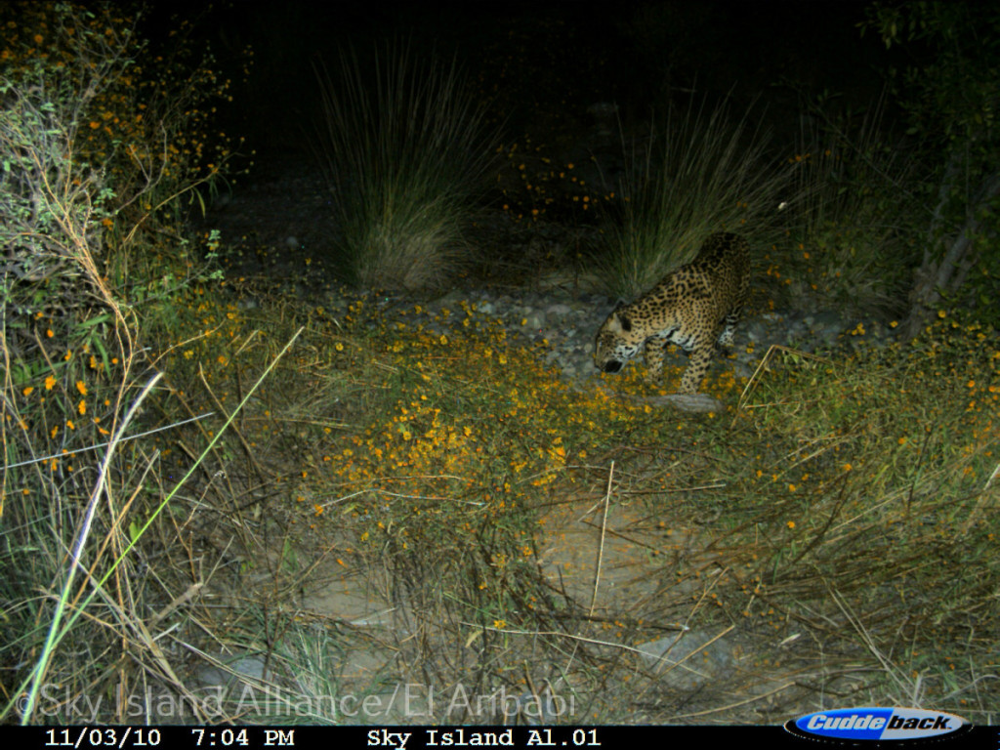 ©Sky Island Alliance/El Aribabi
11/03/10 7:04 PM Sky Island Al.01 Cuddeback.